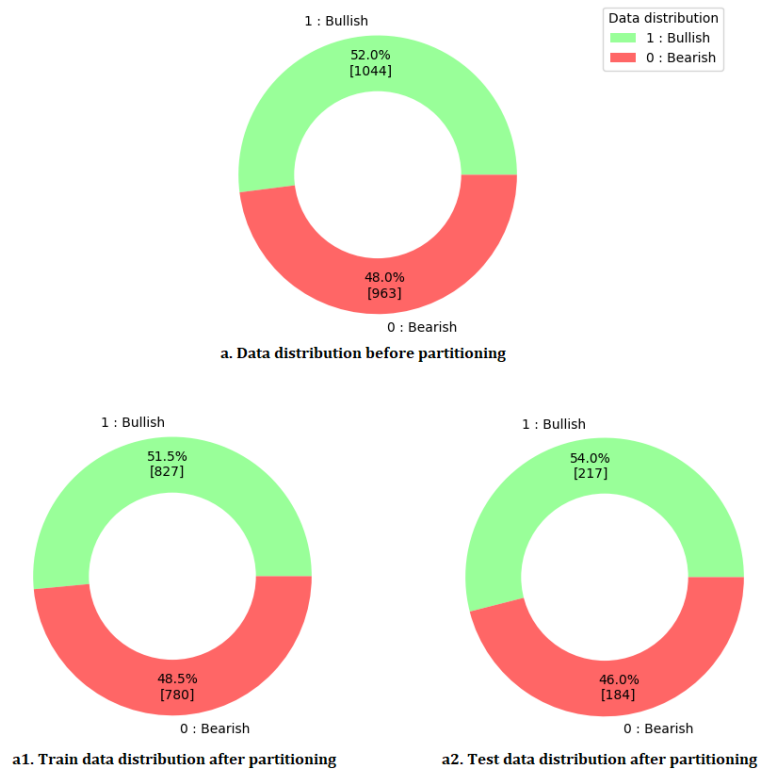 1 : Bullish
Data distribution
1 : Bullish
0 : Bearish
52.0%
[1044]
48.0%
[963]
0 : Bearish
a. Data distribution before partitioning
1 : Bullish
51.5%
[827]
48.5%
[780]
0 : Bearish
a1. Train data distribution after partitioning
1 : Bullish
54.0%
[217]
46.0%
[184]
0 : Bearish
a2. Test data distribution after partitioning